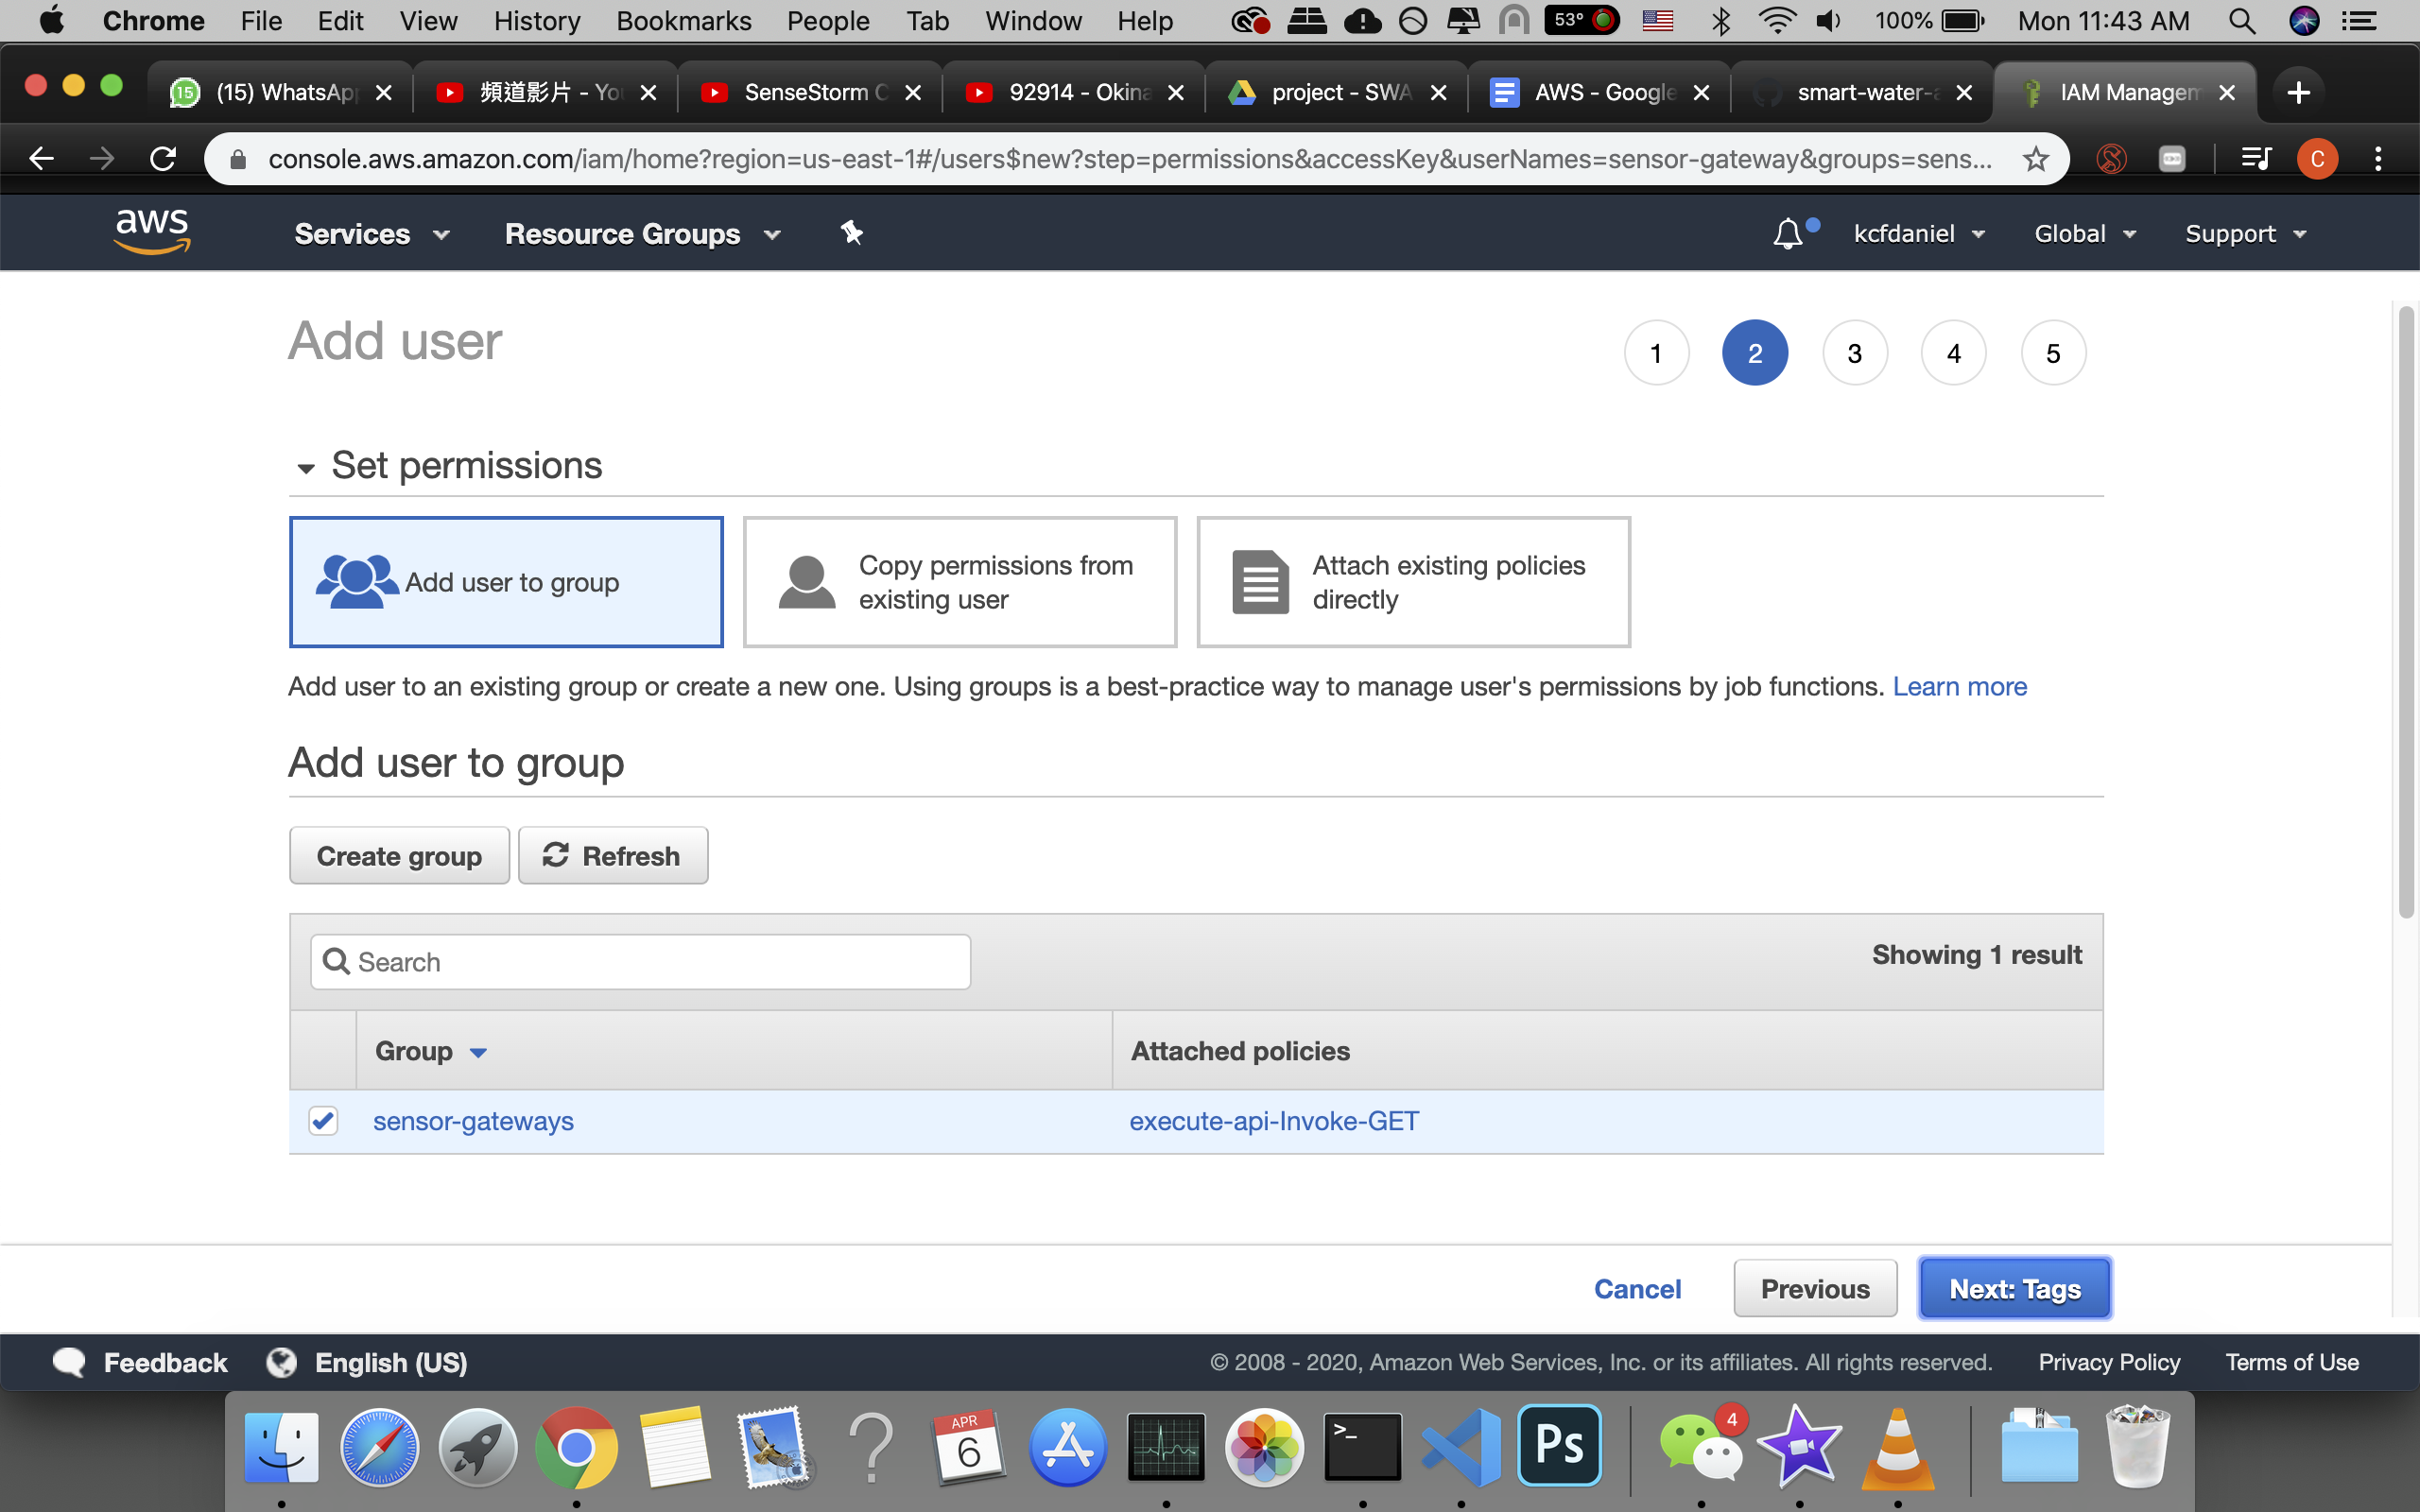 Chrome File Edit View History Bookmarks People Tab Window Help 53° 100% Mon 11:43 AM
15 (15) WhatsApp 頻道影片 - You SenseStorm C 92914 - Okina project - SWA AWS - Google smart-water-a IAM Managem
console.aws.amazon.com/iam/home?region=us-east-1#/users$new?step=permissions&accessKey&userNames=sensor-gateway&groups=sens... C
aws Services Resource Groups kcfdaniel Global Support
Add user 1 2 3 4 5
Set permissions
Add user to group
Copy permissions from
existing user
Attach existing policies
directly
Add user to an existing group or create a new one. Using groups is a best-practice way to manage user's permissions by job functions. Learn more
Add user to group
Create group Refresh
Search Showing 1 result
Group Attached policies
sensor-gateways execute-api-Invoke-GET
Cancel Previous Next: Tags
Feedback English (US) © 2008 - 2020, Amazon Web Services, Inc. or its affiliates. All rights reserved. Privacy Policy Terms of Use
APR
6
>_
Ps
4